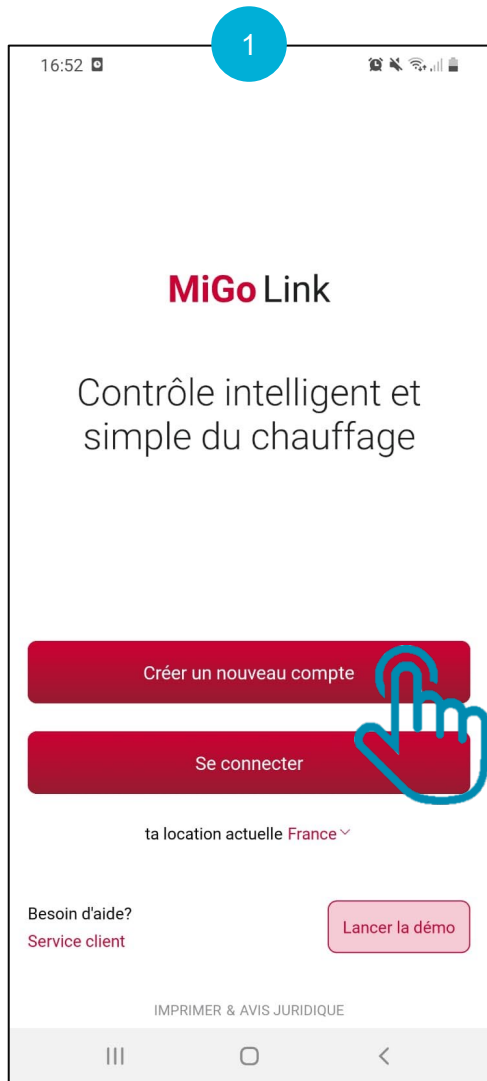 1
16:52
MiGo Link
Contrôle intelligent et
simple du chauffage
Créer un nouveau compte
Se connecter
ta location actuelle France
Besoin d'aide?
Service client
Lancer la démo
IMPRIMER & AVIS JURIDIQUE